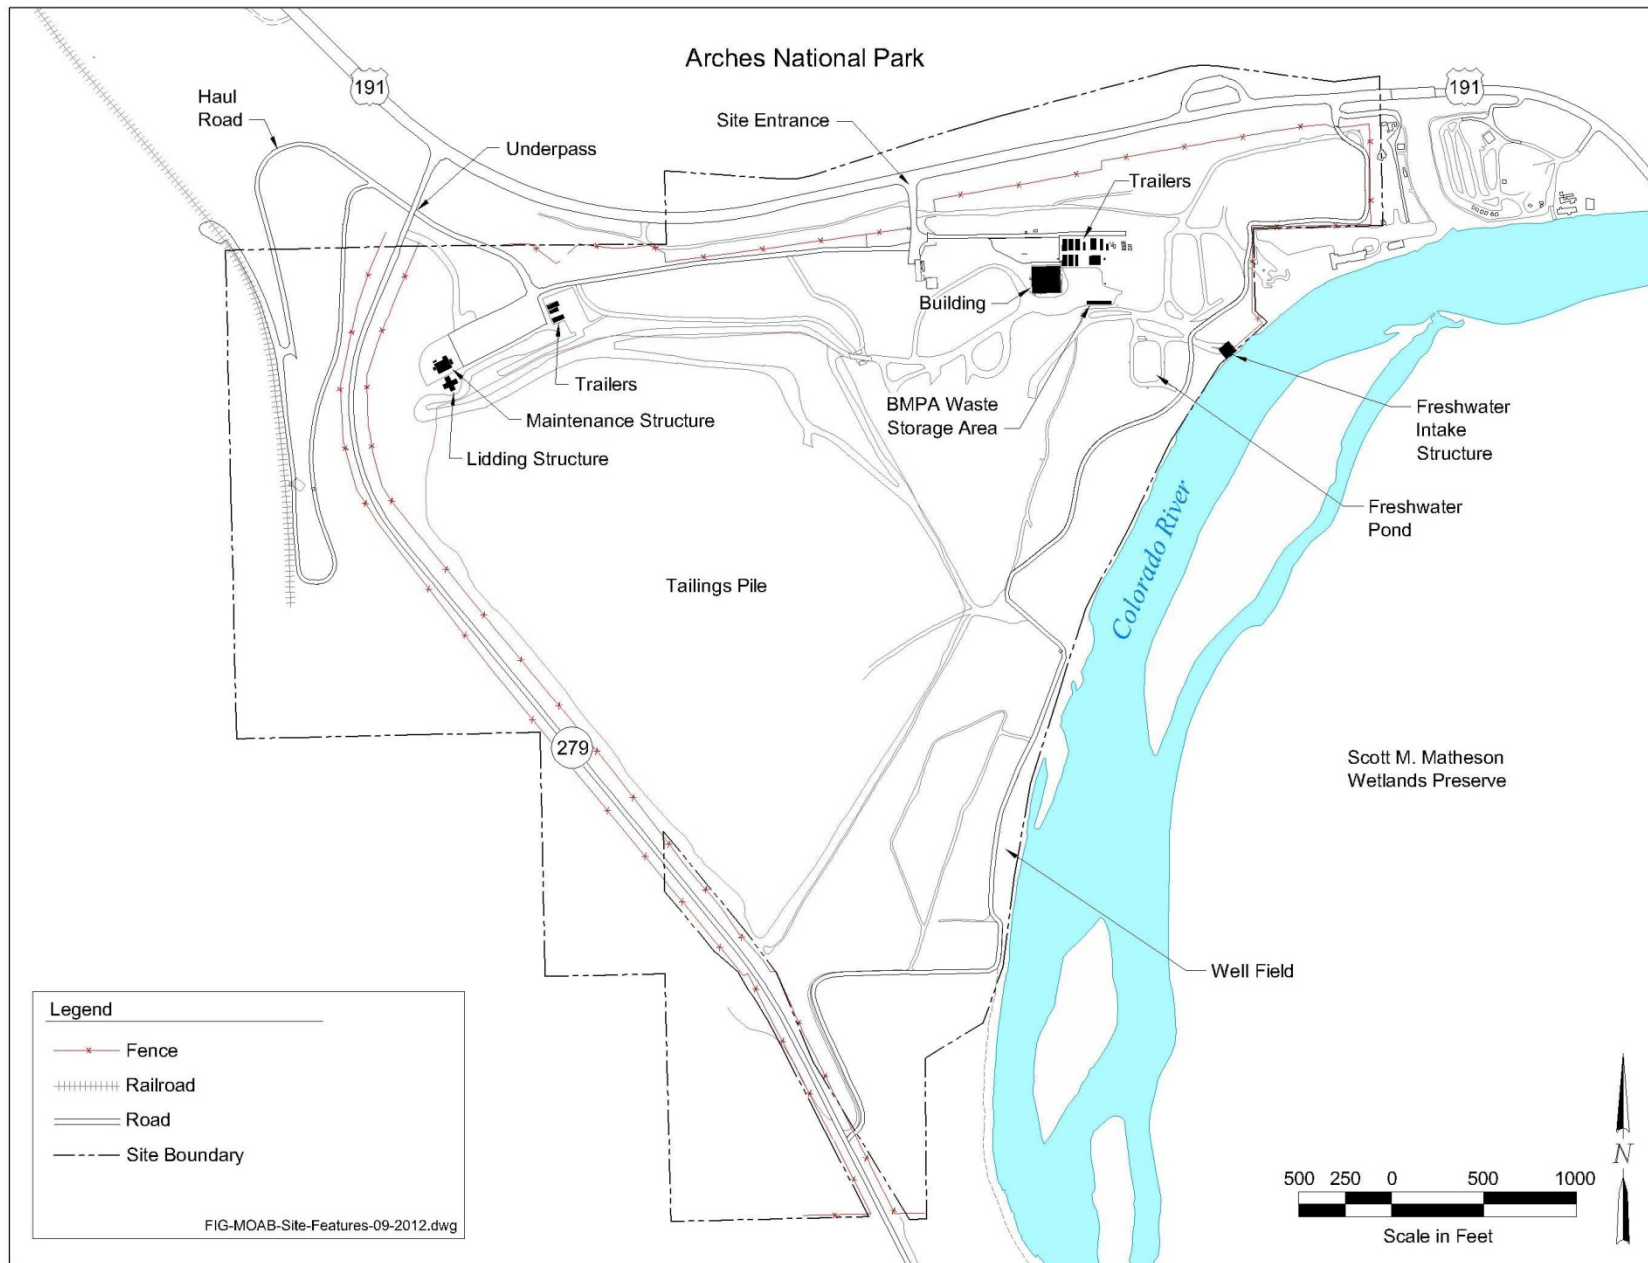 Arches National Park
191
191
Haul
Road
Underpass
Site Entrance
Trailers
Building
BMPA Waste
Storage Area
Trailers
Maintenance Structure
Lidding Structure
Freshwater
Intake
Structure
Freshwater
Pond
Colorado River
Tailings Pile
279
Scott M. Matheson
Wetlands Preserve
Well Field
Legend
Fence
Railroad
Road
Site Boundary
FIG-MOAB-Site-Features-09-2012.dwg
N
500 250 0 500 1000
Scale in Feet